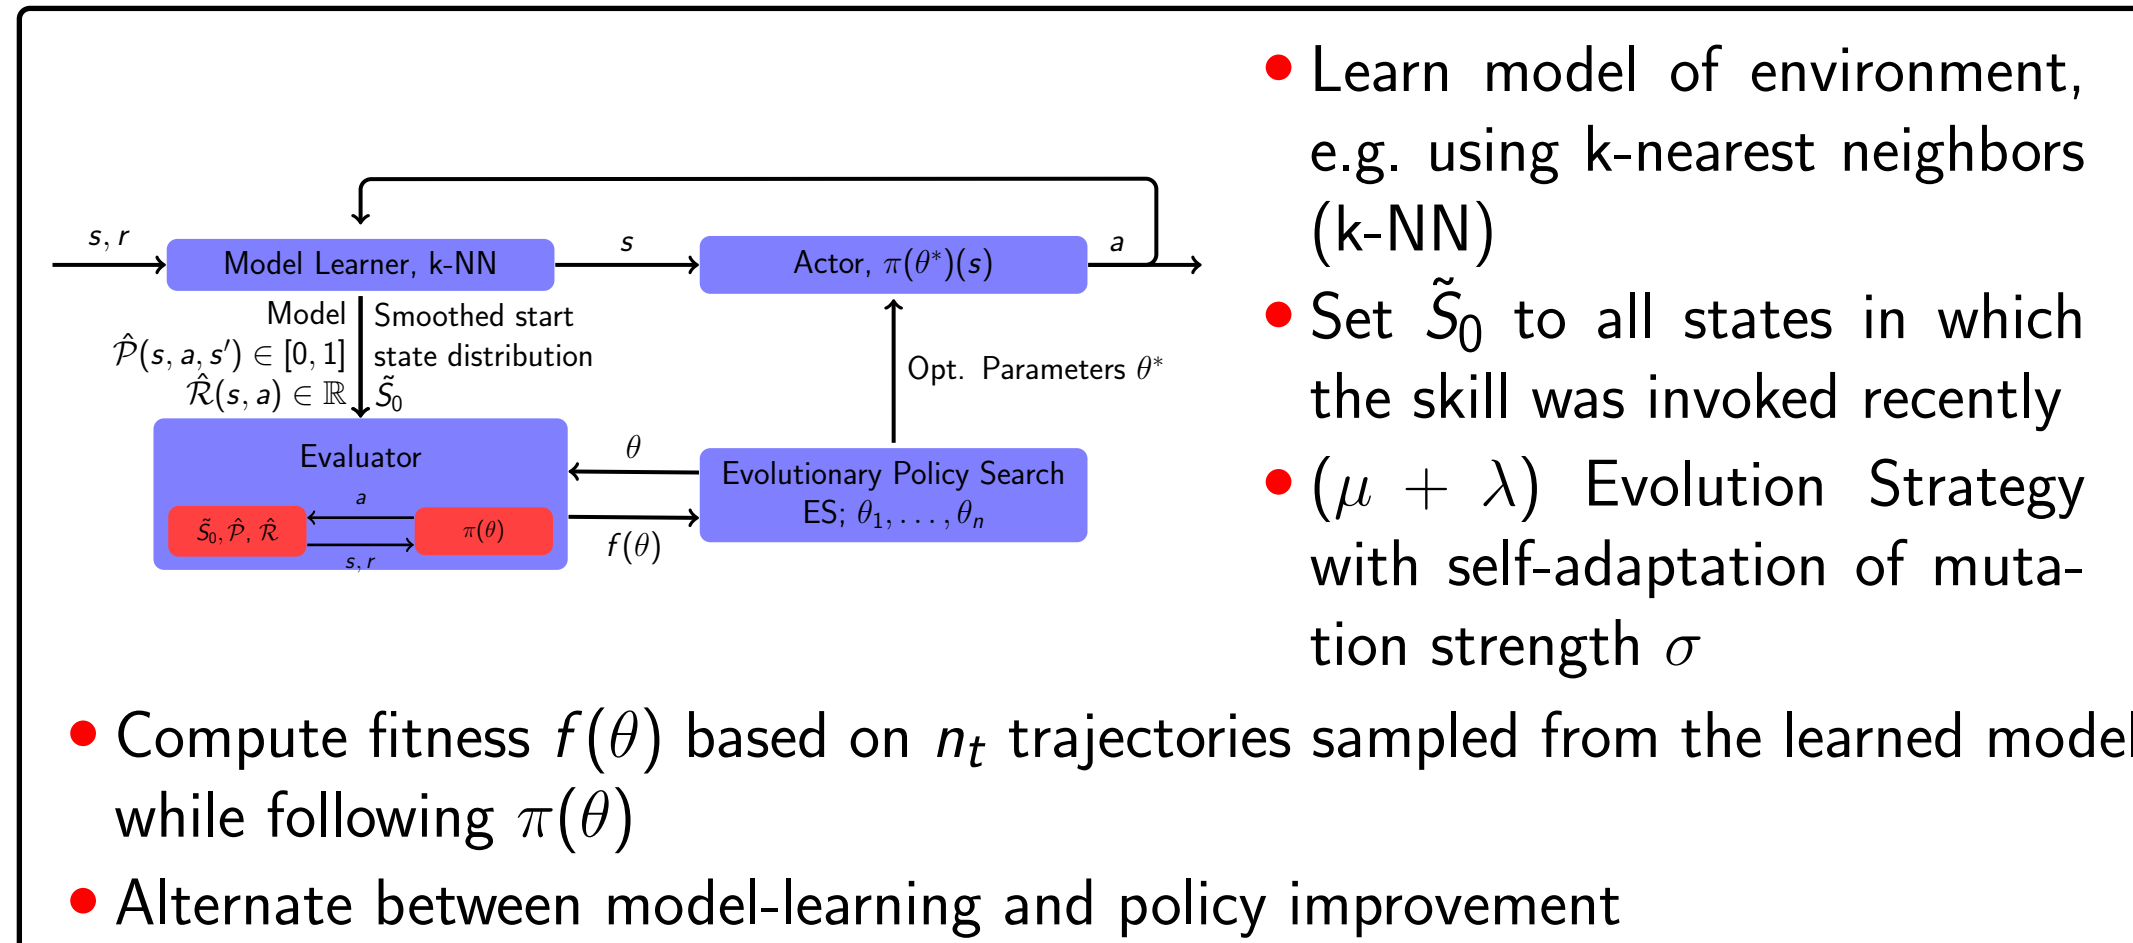 s, r
Model Learner, k-NN
s
Actor, π(θ*)(s)
a
Model
P̂(s, a, s′) ∈ [0, 1]
R̂(s, a) ∈ ℝ
Smoothed start
state distribution
S̃₀
Opt. Parameters θ*
Evaluator
a
S̃₀, P̂, R̂
π(θ)
s, r
θ
f(θ)
Evolutionary Policy Search
ES; θ₁, . . . , θₙ
• Learn model of environment,
e.g. using k-nearest neighbors
(k-NN)
• Set S̃₀ to all states in which
the skill was invoked recently
• (μ + λ) Evolution Strategy
with self-adaptation of muta-
tion strength σ
• Compute fitness f(θ) based on nₜ trajectories sampled from the learned model
while following π(θ)
• Alternate between model-learning and policy improvement